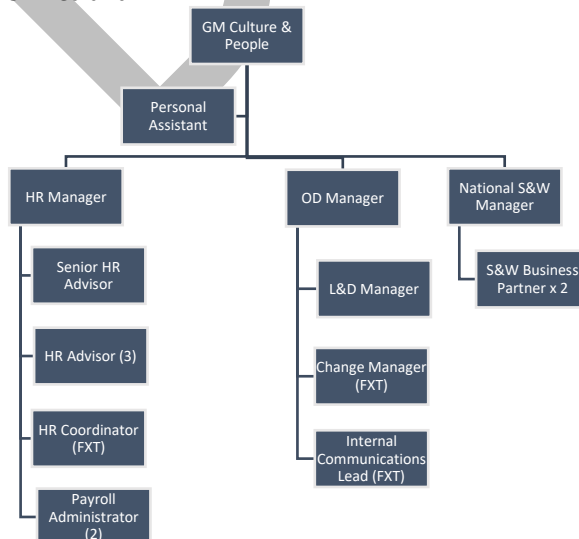 GM Culture &
People
Personal
Assistant
HR Manager
OD Manager
National S&W
Manager
Senior HR
Advisor
HR Advisor (3)
HR Coordinator
(FXT)
Payroll
Administrator
(2)
L&D Manager
Change Manager
(FXT)
Internal
Communications
Lead (FXT)
S&W Business
Partner x 2